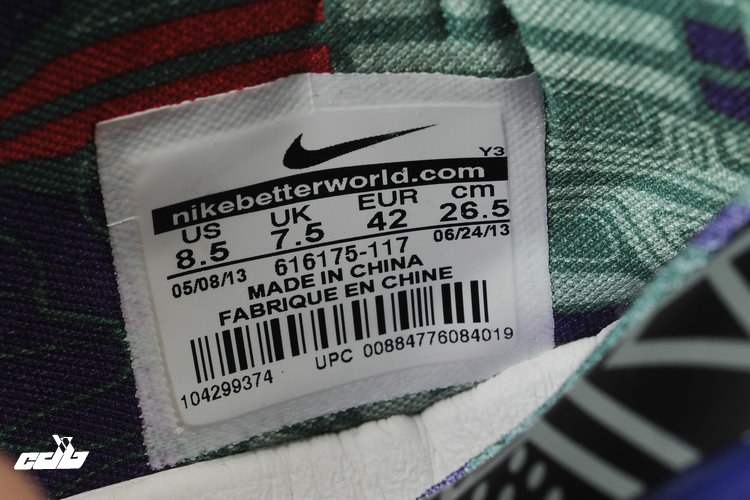 Y3
nikebetterworld.com
US UK EUR cm
8.5 7.5 42 26.5
05/08/13 616175-117 06/24/13
MADE IN CHINA
FABRIQUE EN CHINE
104299374 UPC 00884776084019
cdb